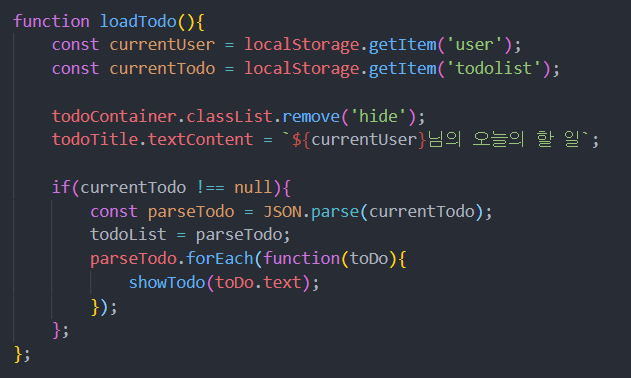 function loadTodo(){
    const currentUser = localStorage.getItem('user');
    const currentTodo = localStorage.getItem('todolist');

    todoContainer.classList.remove('hide');
    todoTitle.textContent = `${currentUser}님의 오늘의 할 일`;

    if(currentTodo !== null){
        const parseTodo = JSON.parse(currentTodo);
        todoList = parseTodo;
        parseTodo.forEach(function(toDo){
            showTodo(toDo.text);
        });
    };
};